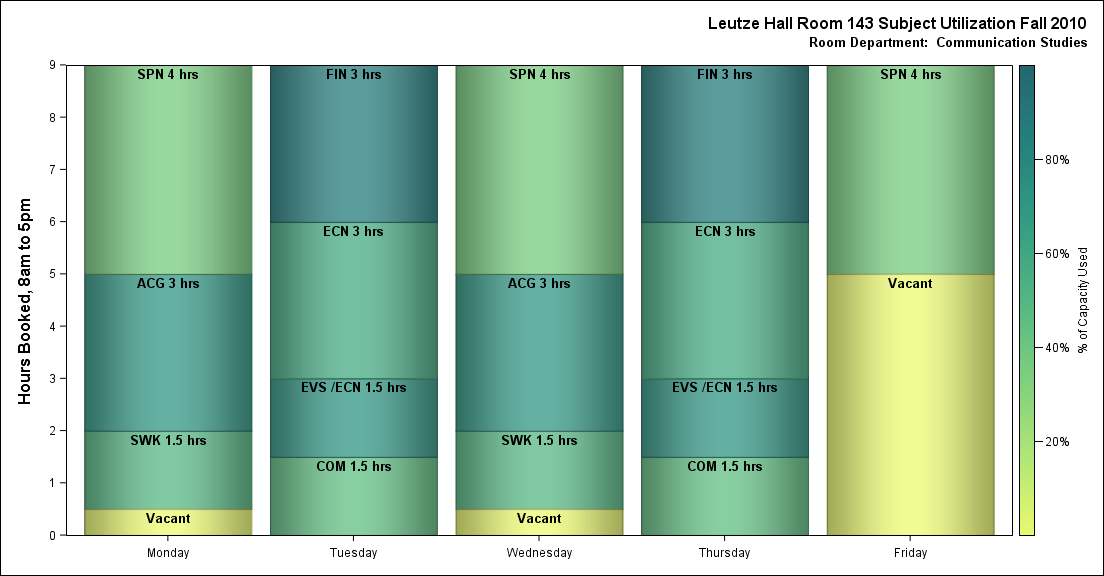 Leutze Hall Room 143 Subject Utilization Fall 2010
Room Department:  Communication Studies
Hours Booked, 8am to 5pm
9
8
7
6
5
4
3
2
1
0
SPN 4 hrs
ACG 3 hrs
SWK 1.5 hrs
Vacant
FIN 3 hrs
ECN 3 hrs
EVS /ECN 1.5 hrs
COM 1.5 hrs
SPN 4 hrs
ACG 3 hrs
SWK 1.5 hrs
Vacant
FIN 3 hrs
ECN 3 hrs
EVS /ECN 1.5 hrs
COM 1.5 hrs
SPN 4 hrs
Vacant
Monday
Tuesday
Wednesday
Thursday
Friday
80%
60%
40%
20%
% of Capacity Used